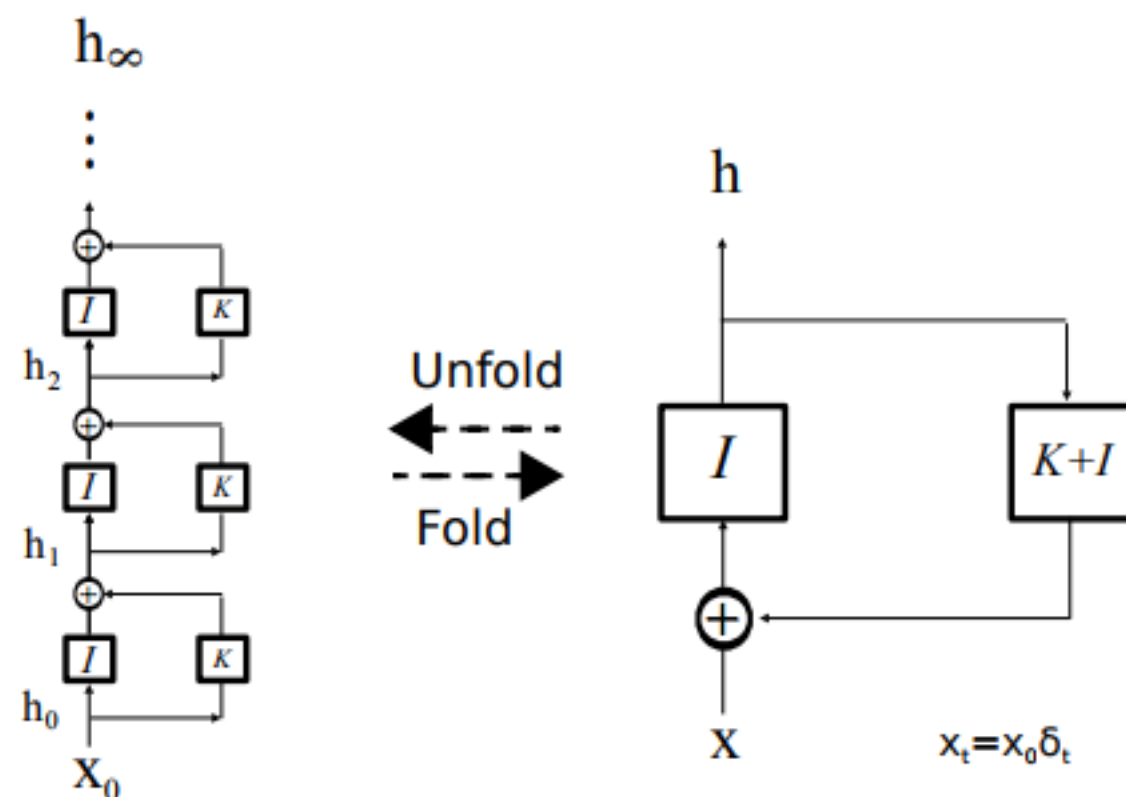 h∞
⋮
+
I
K
h₂
+
I
K
h₁
+
I
K
h₀
x₀
Unfold
Fold
h
I
K+I
+
x
xₜ=x₀δₜ